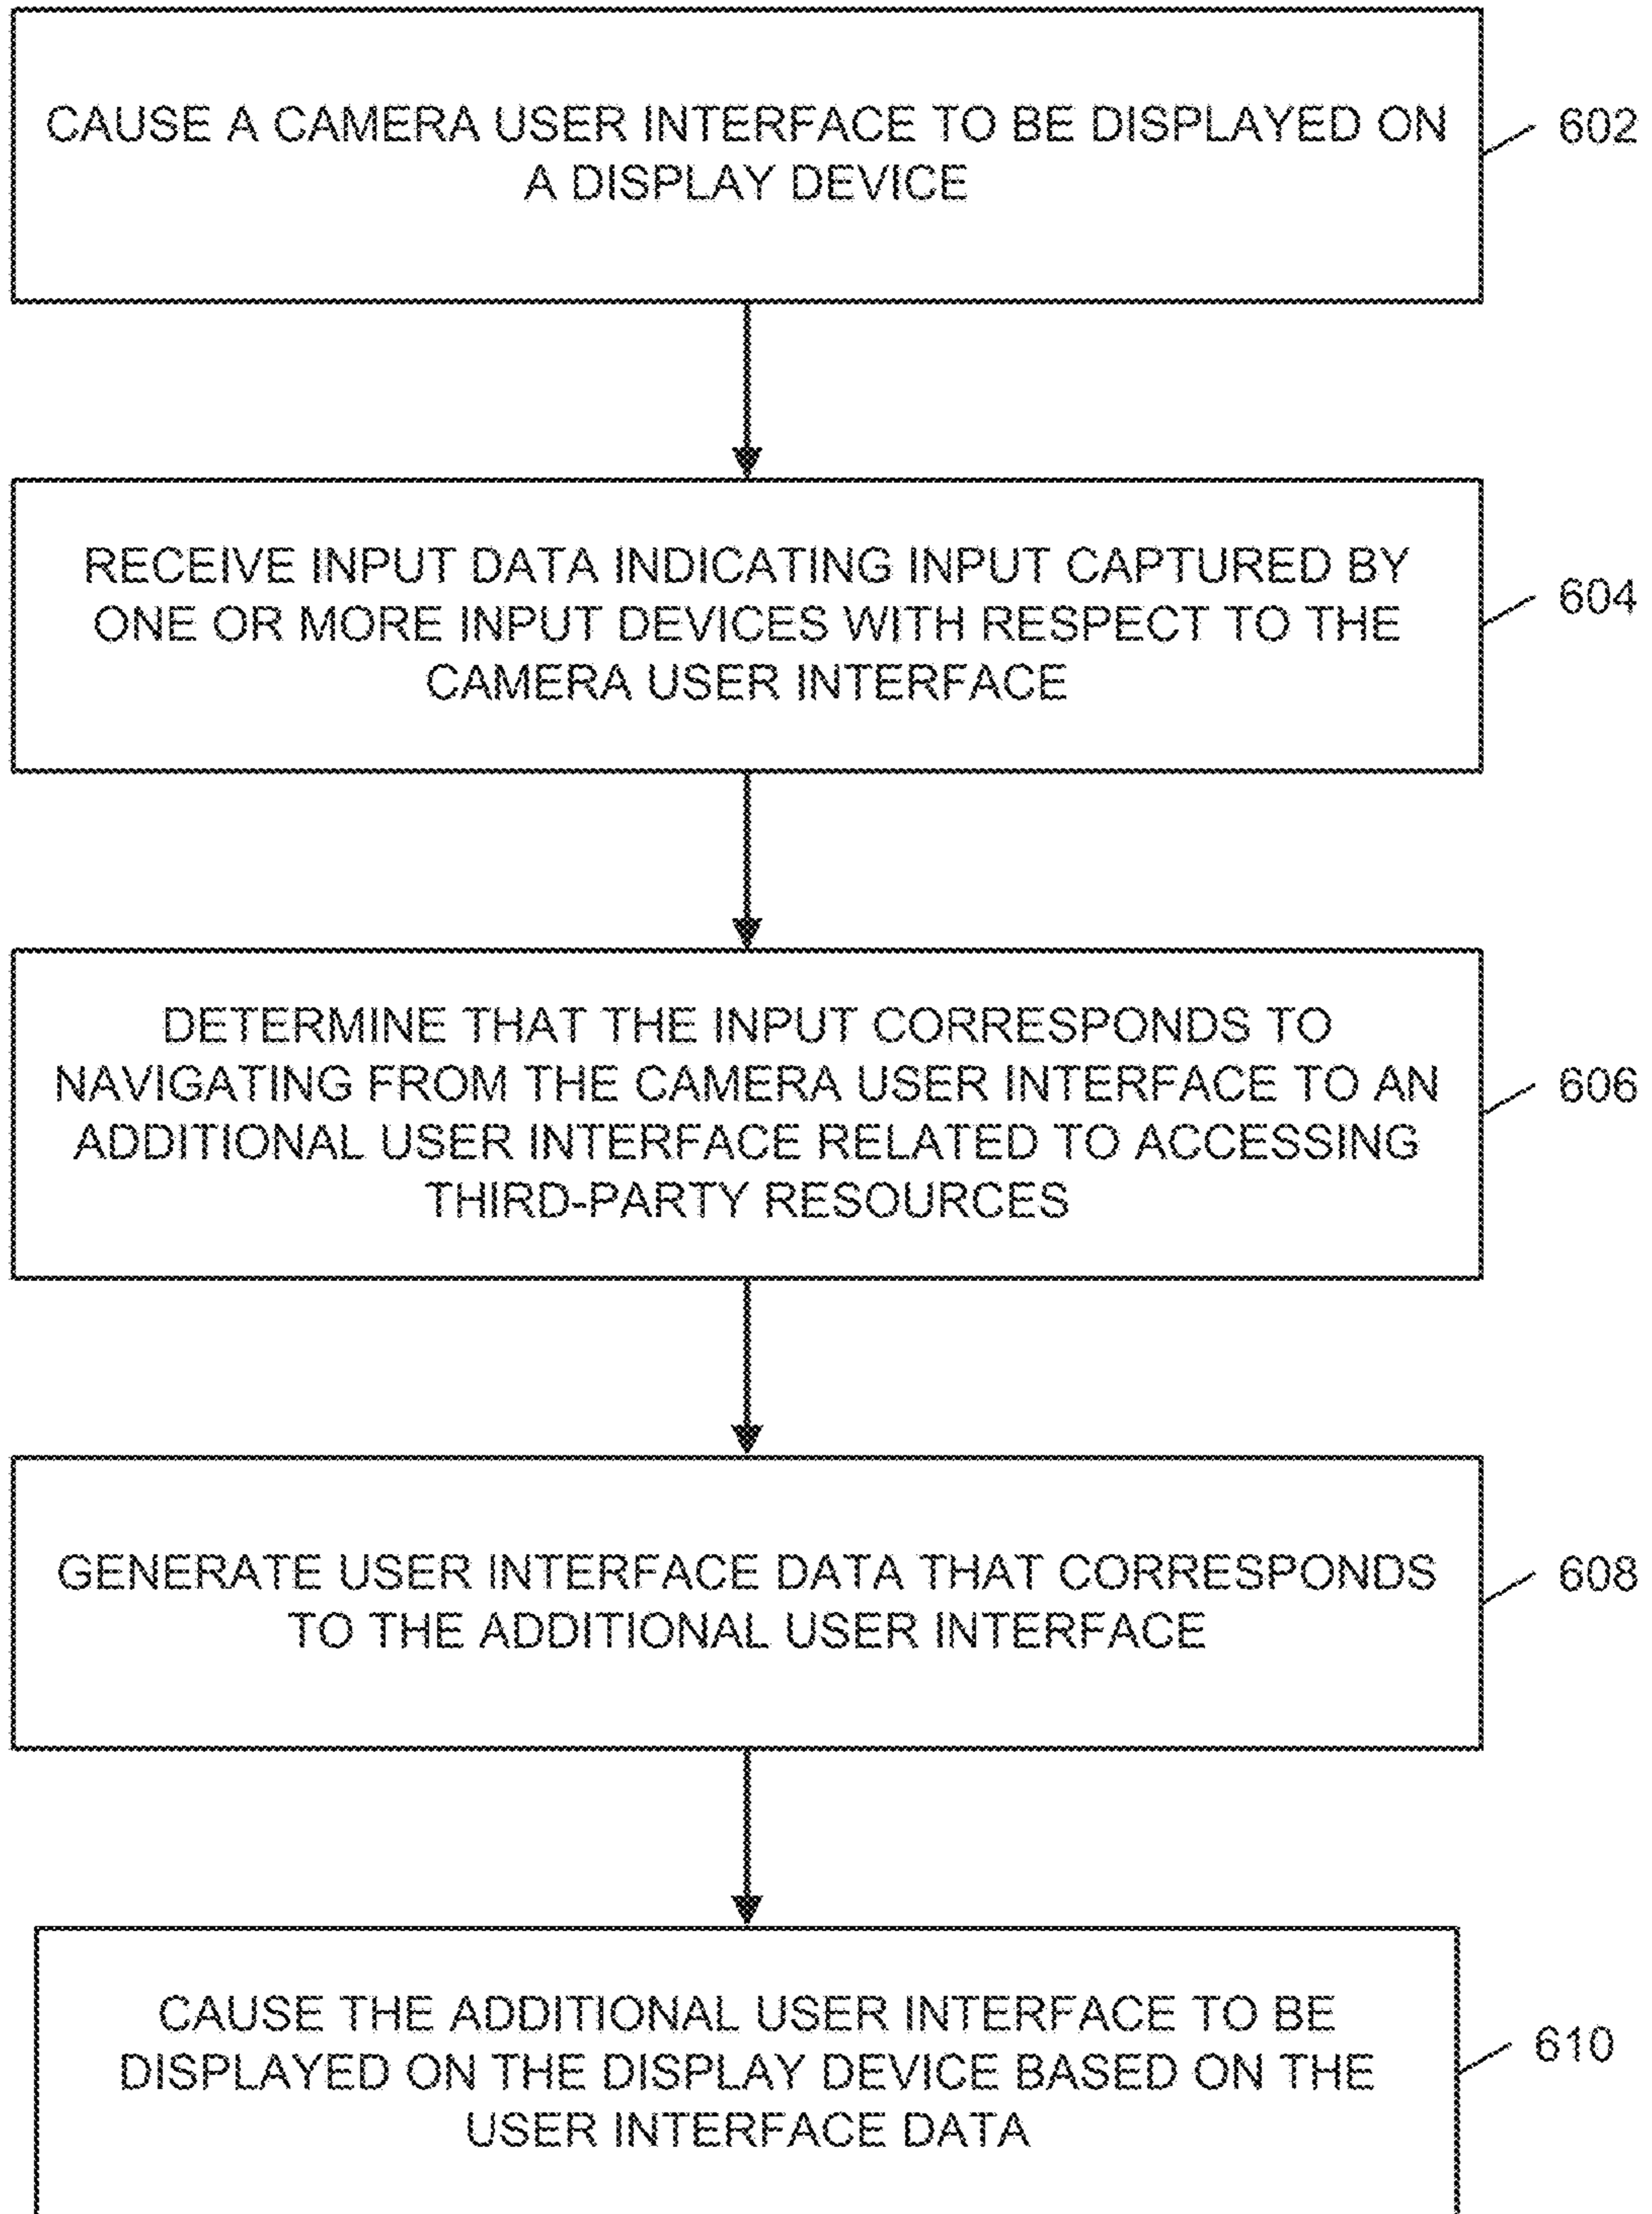 CAUSE A CAMERA USER INTERFACE TO BE DISPLAYED ON
A DISPLAY DEVICE
602
RECEIVE INPUT DATA INDICATING INPUT CAPTURED BY
ONE OR MORE INPUT DEVICES WITH RESPECT TO THE
CAMERA USER INTERFACE
604
DETERMINE THAT THE INPUT CORRESPONDS TO
NAVIGATING FROM THE CAMERA USER INTERFACE TO AN
ADDITIONAL USER INTERFACE RELATED TO ACCESSING
THIRD-PARTY RESOURCES
606
GENERATE USER INTERFACE DATA THAT CORRESPONDS
TO THE ADDITIONAL USER INTERFACE
608
CAUSE THE ADDITIONAL USER INTERFACE TO BE
DISPLAYED ON THE DISPLAY DEVICE BASED ON THE
USER INTERFACE DATA
610